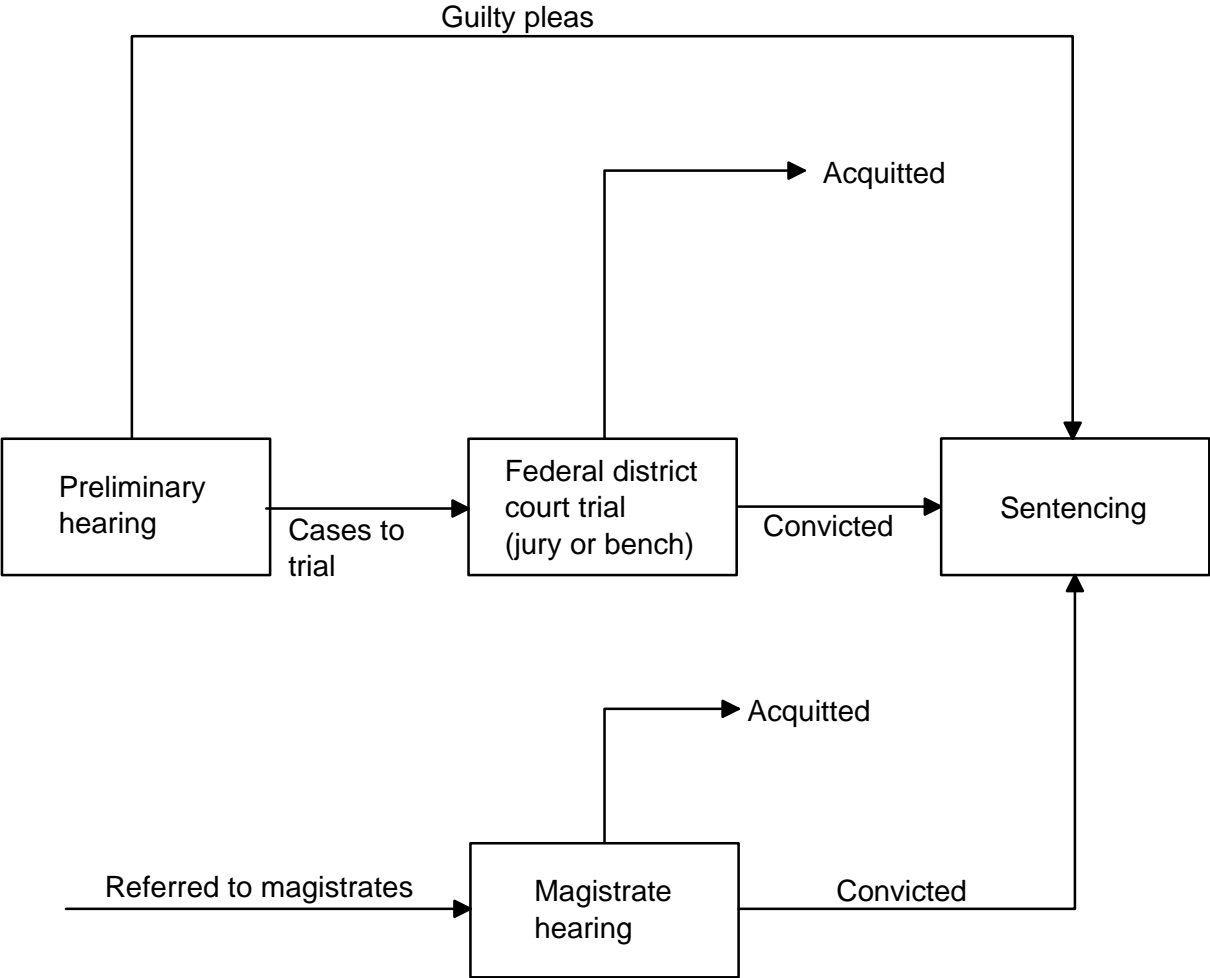 Guilty pleas
Acquitted
Preliminary
hearing
Cases to
trial
Federal district
court trial
(jury or bench)
Convicted
Sentencing
Acquitted
Referred to magistrates
Magistrate
hearing
Convicted